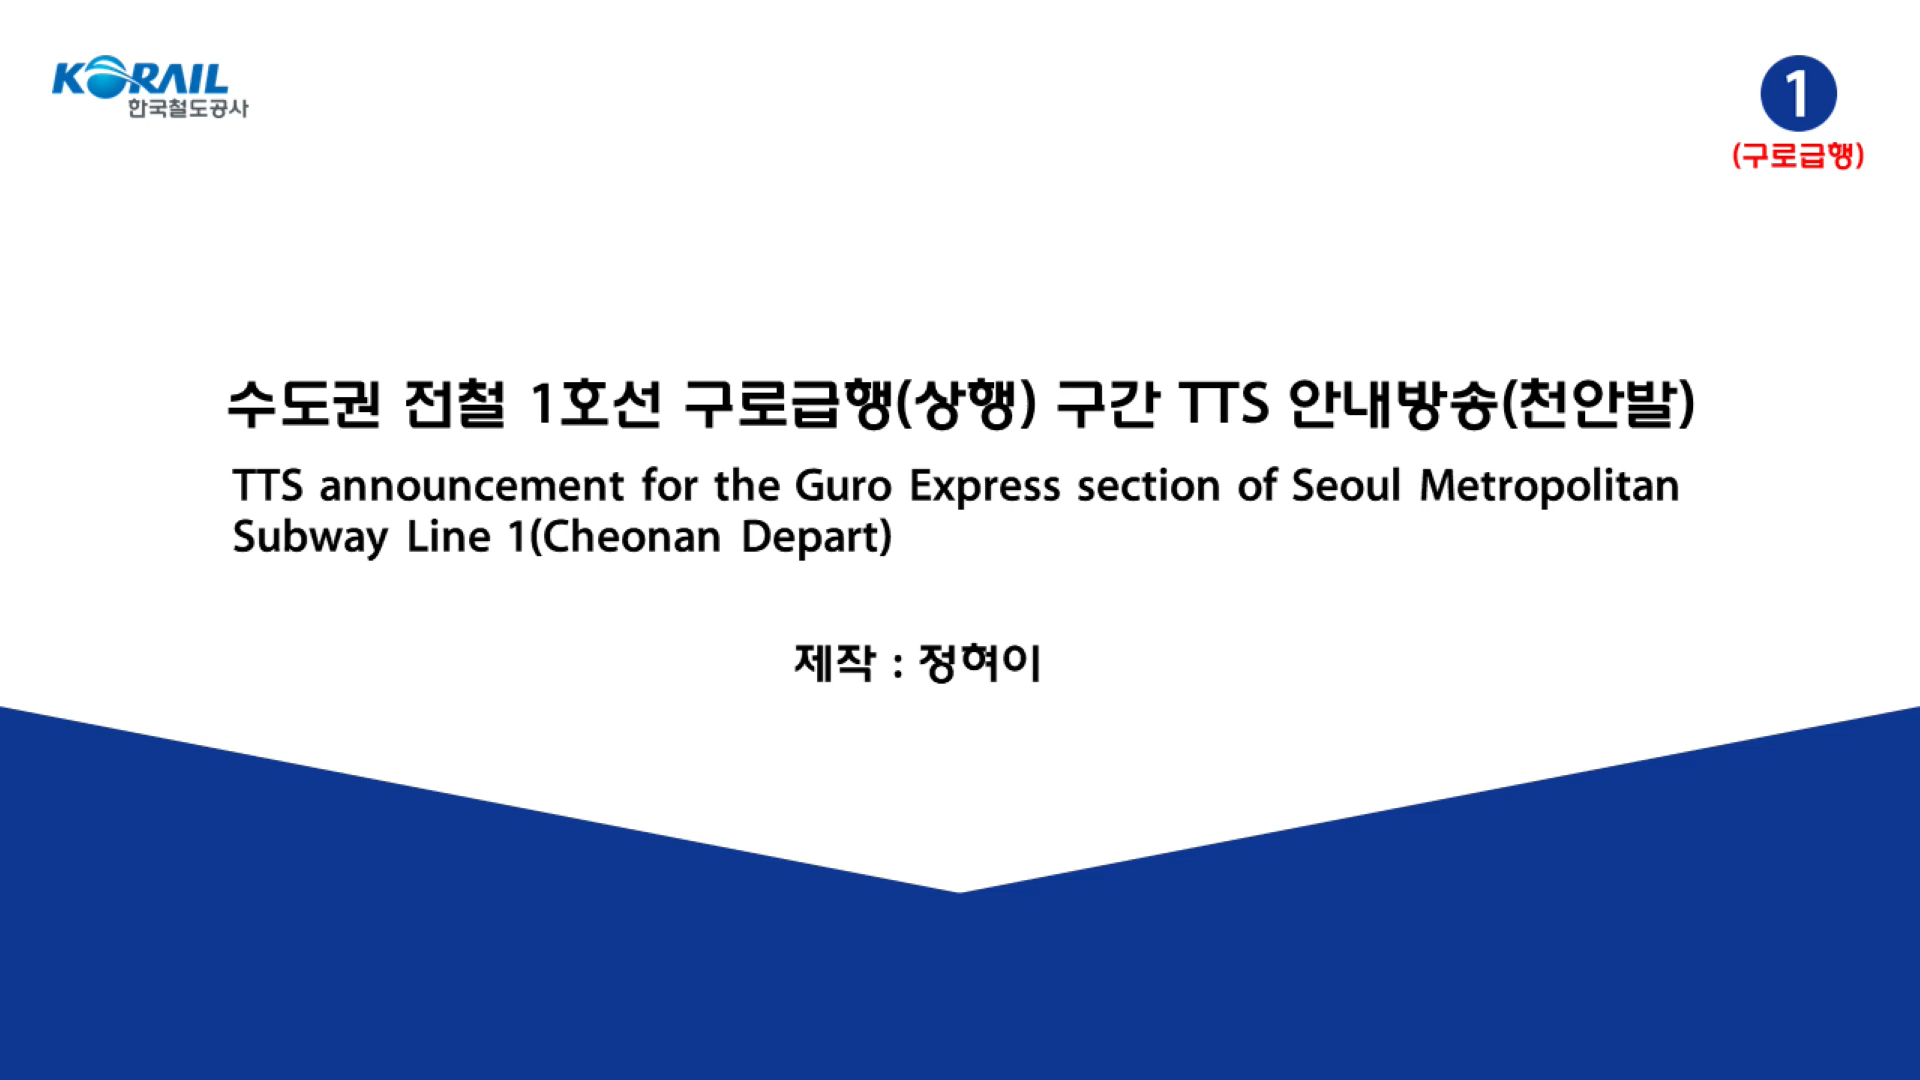 KORAIL
한국철도공사
1
(구로급행)
수도권 전철 1호선 구로급행(상행) 구간 TTS 안내방송(천안발)
TTS announcement for the Guro Express section of Seoul Metropolitan
Subway Line 1(Cheonan Depart)
제작 : 정혀이